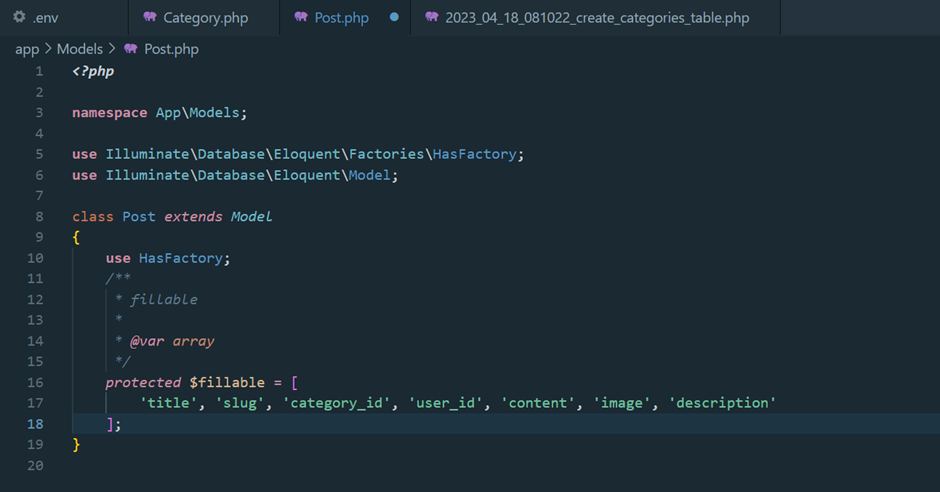 .env Category.php Post.php 2023_04_18_081022_create_categories_table.php
app > Models > Post.php
1 <?php
2
3 namespace App\Models;
4
5 use Illuminate\Database\Eloquent\Factories\HasFactory;
6 use Illuminate\Database\Eloquent\Model;
7
8 class Post extends Model
9 {
10 use HasFactory;
11 /**
12 * fillable
13 *
14 * @var array
15 */
16 protected $fillable = [
17 'title', 'slug', 'category_id', 'user_id', 'content', 'image', 'description'
18 ];
19 }
20